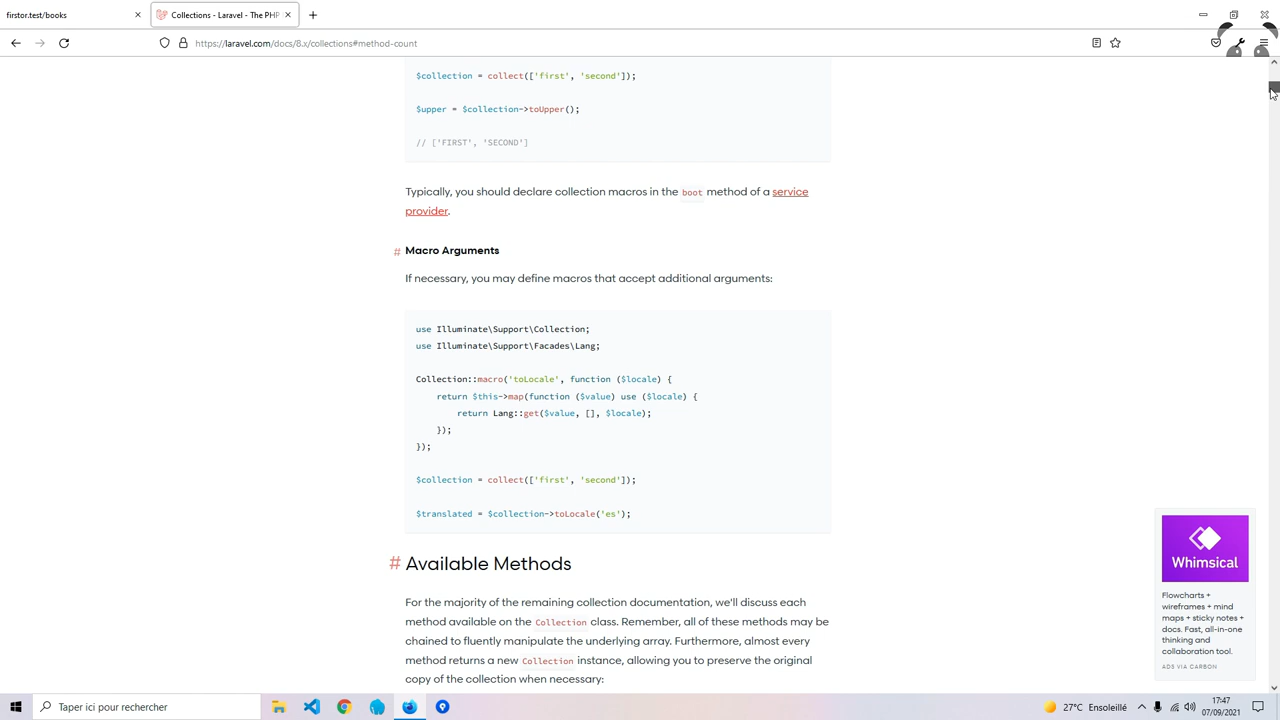 firstor.test/books
Collections - Laravel - The PHP
https://laravel.com/docs/8.x/collections#method-count
$collection = collect(['first', 'second']);
$upper = $collection->toUpper();
// ['FIRST', 'SECOND']
Typically, you should declare collection macros in the boot method of a service
provider.
# Macro Arguments
If necessary, you may define macros that accept additional arguments:
use Illuminate\Support\Collection;
use Illuminate\Support\Facades\Lang;
Collection::macro('toLocale', function ($locale) {
return $this->map(function ($value) use ($locale) {
return Lang::get($value, [], $locale);
});
});
$collection = collect(['first', 'second']);
$translated = $collection->toLocale('es');
# Available Methods
For the majority of the remaining collection documentation, we'll discuss each
method available on the Collection class. Remember, all of these methods may be
chained to fluently manipulate the underlying array. Furthermore, almost every
method returns a new Collection instance, allowing you to preserve the original
copy of the collection when necessary:
Whimsical
Flowcharts +
wireframes + mind
maps + sticky notes +
docs. Fast, all-in-one
thinking and
collaboration tool.
ADS VIA CARBON
Taper ici pour rechercher
27°C Ensoleillé
17:47
07/09/2021